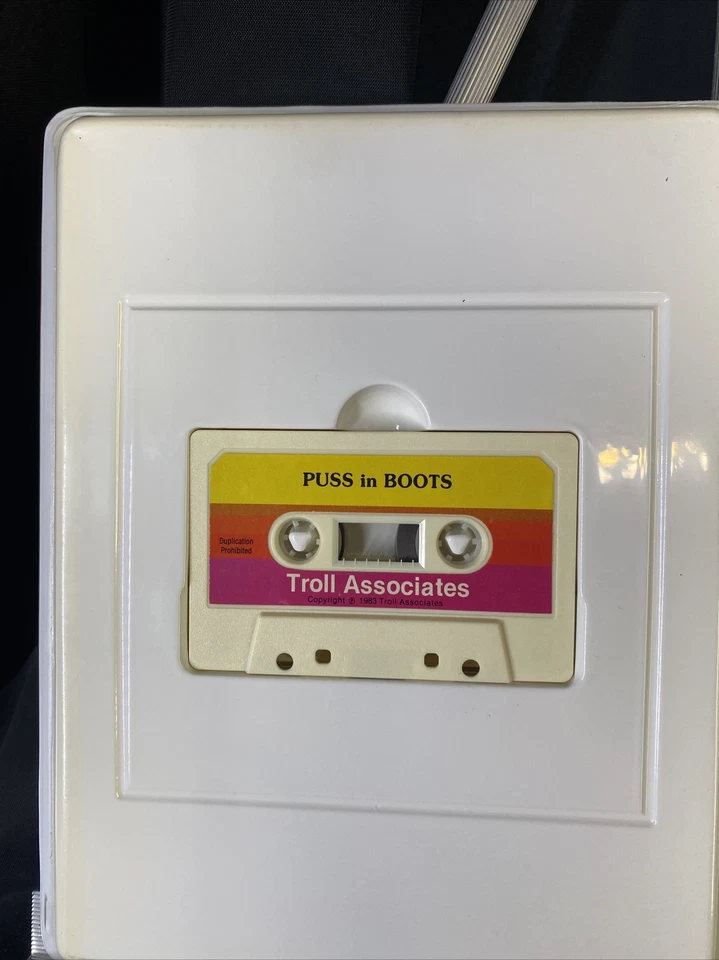 PUSS in BOOTS
Duplication
Prohibited
Troll Associates
Copyright ℗ 1983 Troll Associates